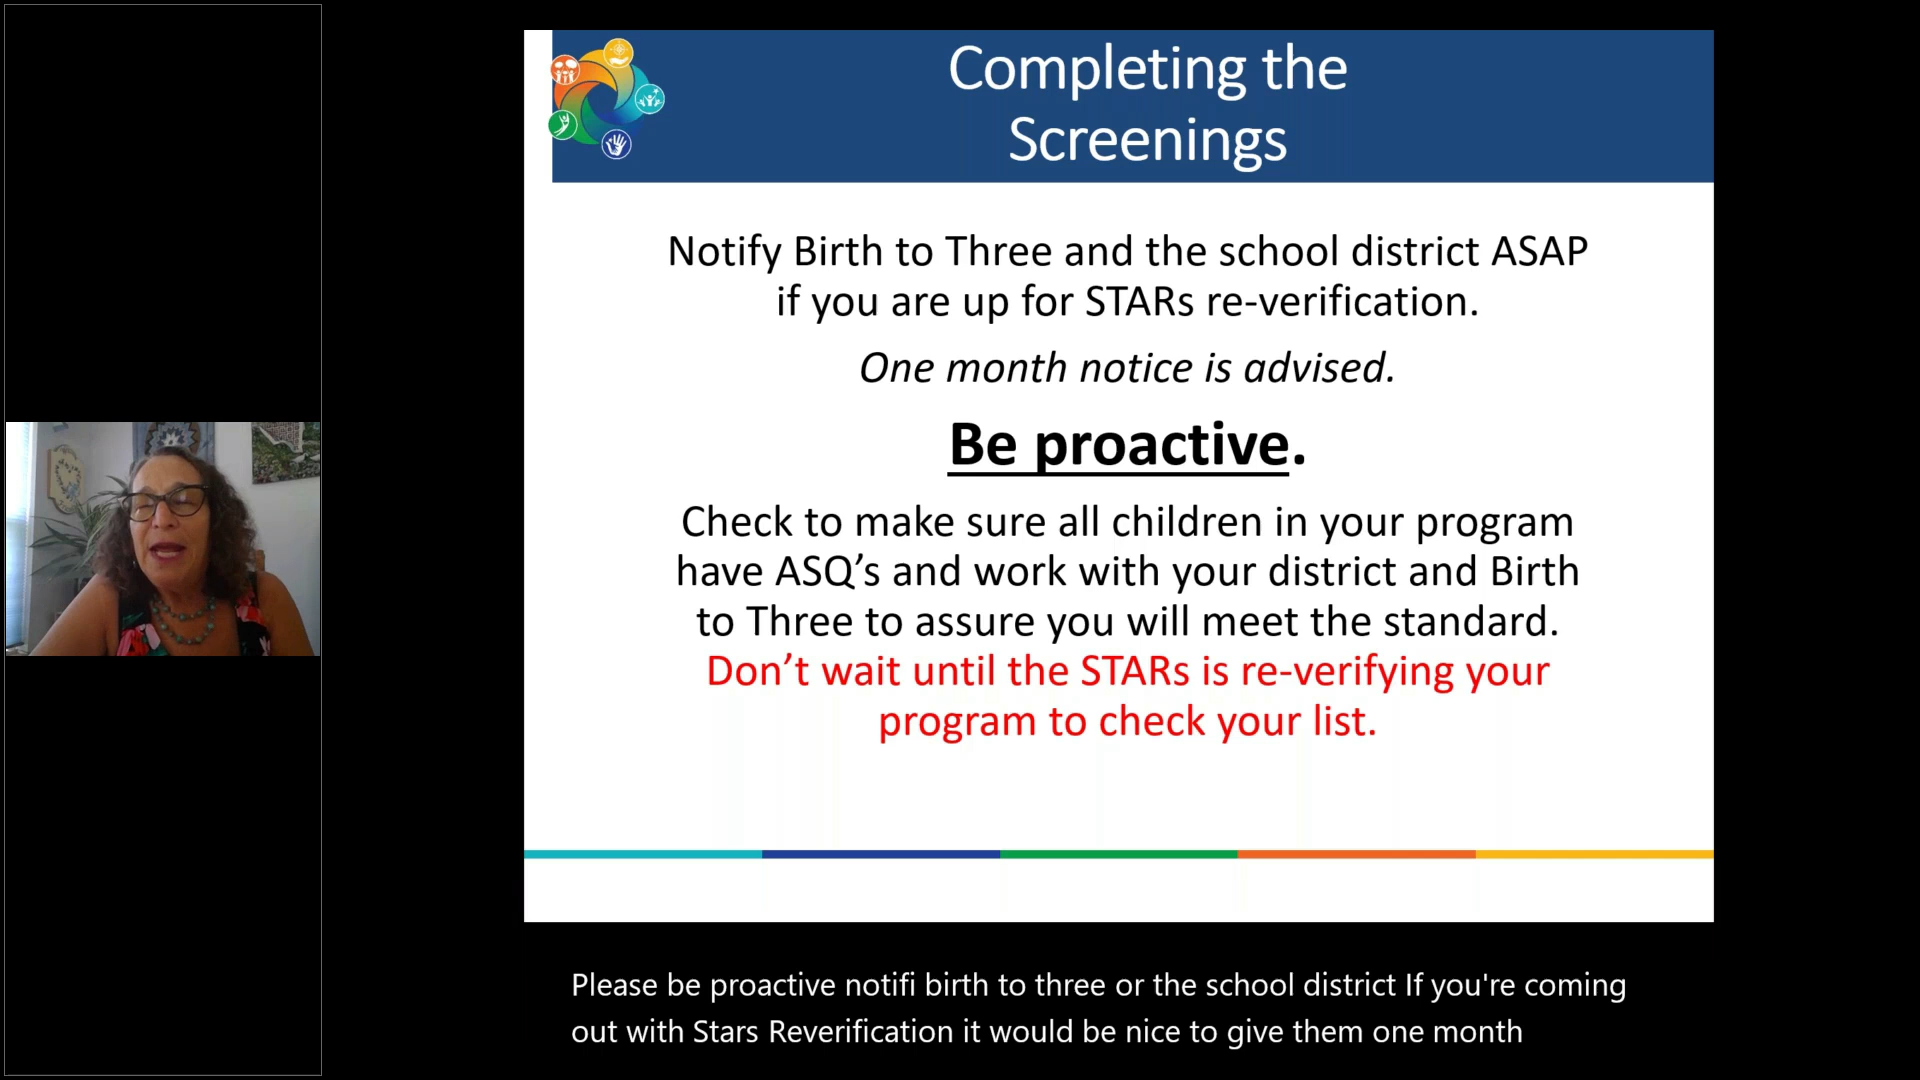 Completing the
Screenings
Notify Birth to Three and the school district ASAP
if you are up for STARs re-verification.
One month notice is advised.
Be proactive.
Check to make sure all children in your program
have ASQ’s and work with your district and Birth
to Three to assure you will meet the standard.
Don’t wait until the STARs is re-verifying your
program to check your list.
Please be proactive notifi birth to three or the school district If you're coming
out with Stars Reverification it would be nice to give them one month